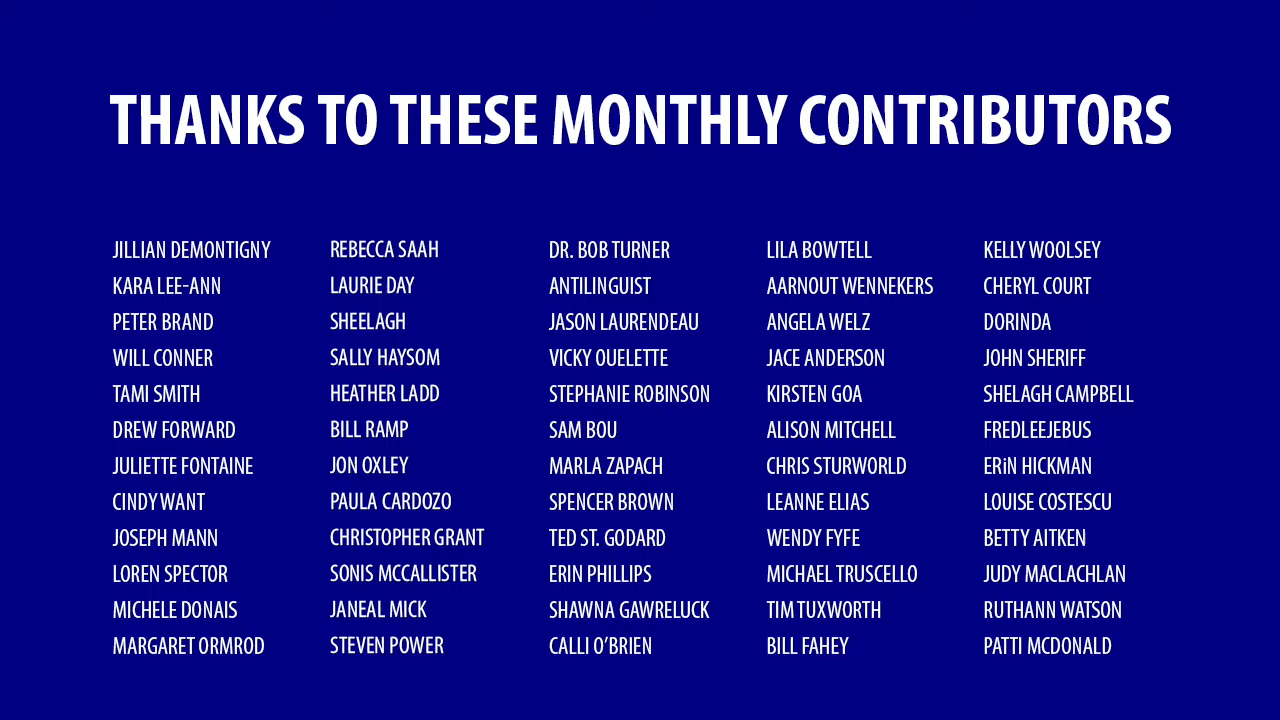 THANKS TO THESE MONTHLY CONTRIBUTORS
JILLIAN DEMONTIGNY
KARA LEE-ANN
PETER BRAND
WILL CONNER
TAMI SMITH
DREW FORWARD
JULIETTE FONTAINE
CINDY WANT
JOSEPH MANN
LOREN SPECTOR
MICHELE DONAIS
MARGARET ORMROD
REBECCA SAAH
LAURIE DAY
SHEELAGH
SALLY HAYSOM
HEATHER LADD
BILL RAMP
JON OXLEY
PAULA CARDOZO
CHRISTOPHER GRANT
SONIS MCCALLISTER
JANEAL MICK
STEVEN POWER
DR. BOB TURNER
ANTILINGUIST
JASON LAURENDEAU
VICKY OUELETTE
STEPHANIE ROBINSON
SAM BOU
MARLA ZAPACH
SPENCER BROWN
TED ST. GODARD
ERIN PHILLIPS
SHAWNA GAWRELUCK
CALLI O’BRIEN
LILA BOWTELL
AARNOUT WENNEKERS
ANGELA WELZ
JACE ANDERSON
KIRSTEN GOA
ALISON MITCHELL
CHRIS STURWORLD
LEANNE ELIAS
WENDY FYFE
MICHAEL TRUSCELLO
TIM TUXWORTH
BILL FAHEY
KELLY WOOLSEY
CHERYL COURT
DORINDA
JOHN SHERIFF
SHELAGH CAMPBELL
FREDLEEJEBUS
ERiN HICKMAN
LOUISE COSTESCU
BETTY AITKEN
JUDY MACLACHLAN
RUTHANN WATSON
PATTI MCDONALD